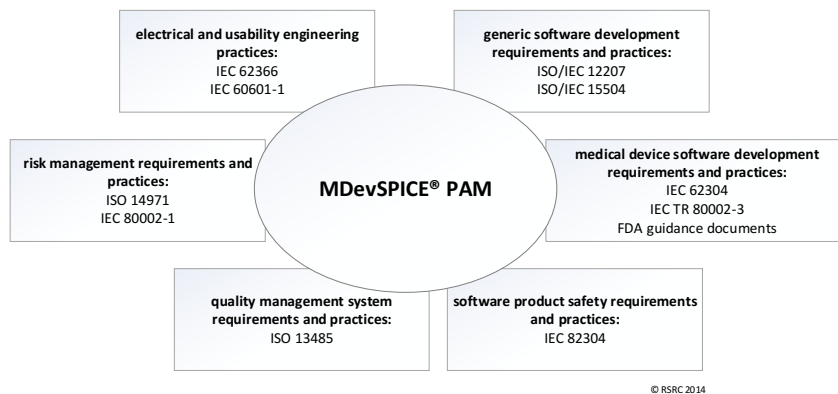 electrical and usability engineering
practices:
IEC 62366
IEC 60601-1
generic software development
requirements and practices:
ISO/IEC 12207
ISO/IEC 15504
risk management requirements and
practices:
ISO 14971
IEC 80002-1
MDevSPICE® PAM
medical device software development
requirements and practices:
IEC 62304
IEC TR 80002-3
FDA guidance documents
quality management system
requirements and practices:
ISO 13485
software product safety requirements
and practices:
IEC 82304
© RSRC 2014